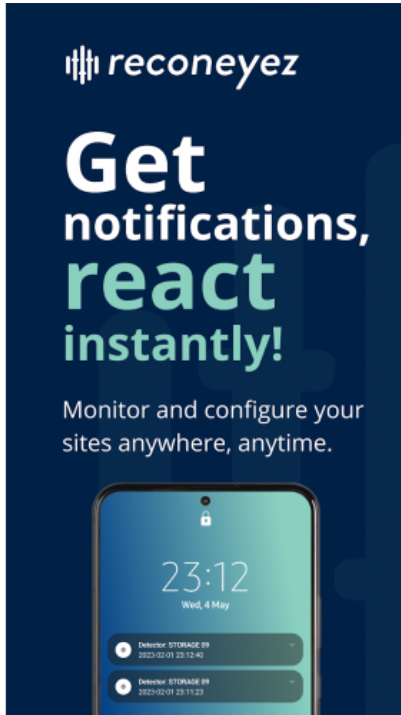 reconeyez
Get
notifications,
react
instantly!
Monitor and configure your
sites anywhere, anytime.
23:12
Wed, 4 May
Detector: STORAGE 09
2023-02-01 23:12:40
Detector: STORAGE 09
2023-02-01 23:11:23